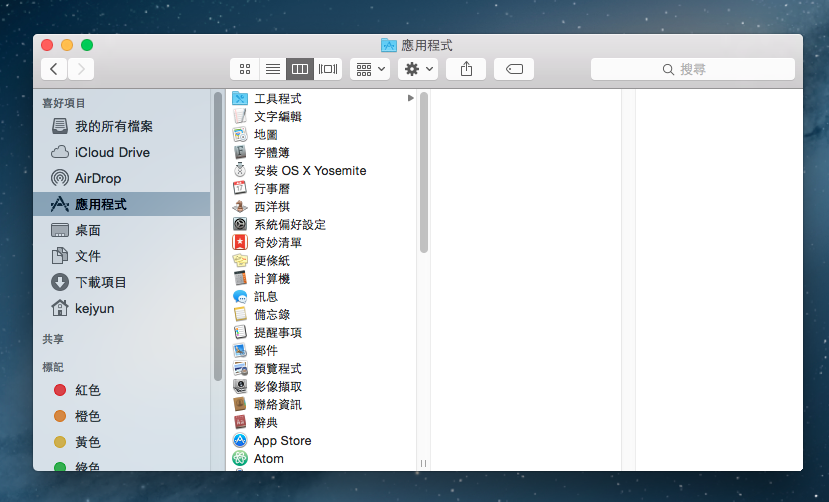 應用程式
搜尋
喜好項目
我的所有檔案
iCloud Drive
AirDrop
應用程式
桌面
文件
下載項目
kejyun
共享
標記
紅色
橙色
黃色
綠色
工具程式
文字編輯
地圖
字體簿
安裝 OS X Yosemite
行事曆
西洋棋
系統偏好設定
奇妙清單
便條紙
計算機
訊息
備忘錄
提醒事項
郵件
預覽程式
影像擷取
聯絡資訊
辭典
App Store
Atom